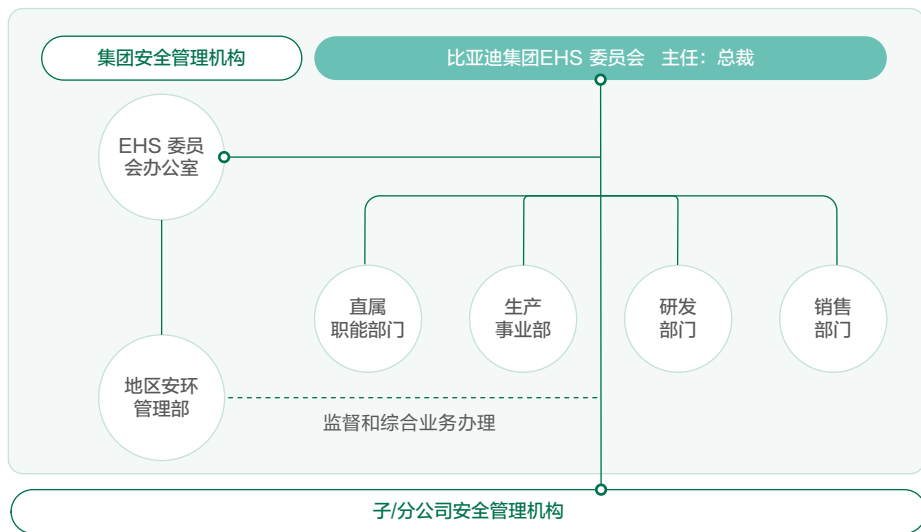 集团安全管理机构
比亚迪集团EHS 委员会 主任：总裁
EHS 委员
会办公室
直属
职能部门
生产
事业部
研发
部门
销售
部门
地区安环
管理部
监督和综合业务办理
子/分公司安全管理机构